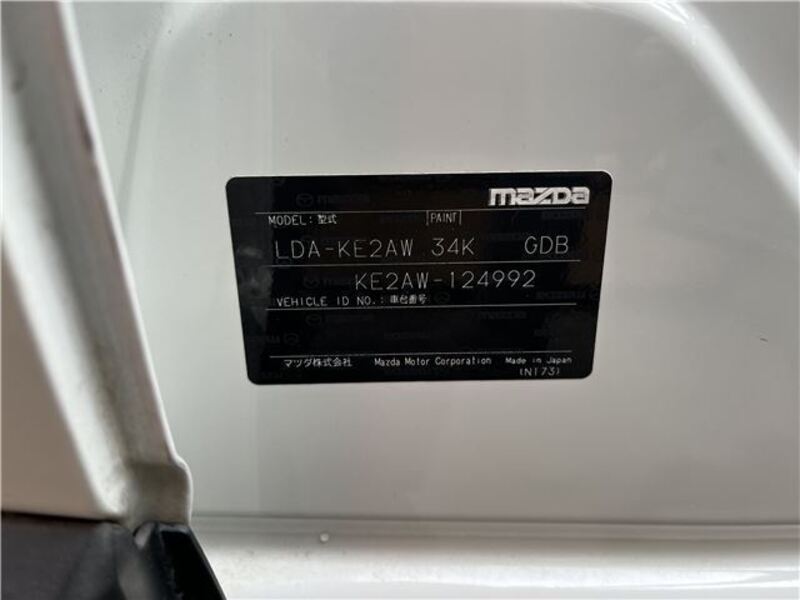 mazda
MODEL: 型式 PAINT
LDA-KE2AW 34K GDB
KE2AW-124992
VEHICLE ID NO.: 車台番号
マツダ株式会社 Mazda Motor Corporation Made in Japan
(N173)